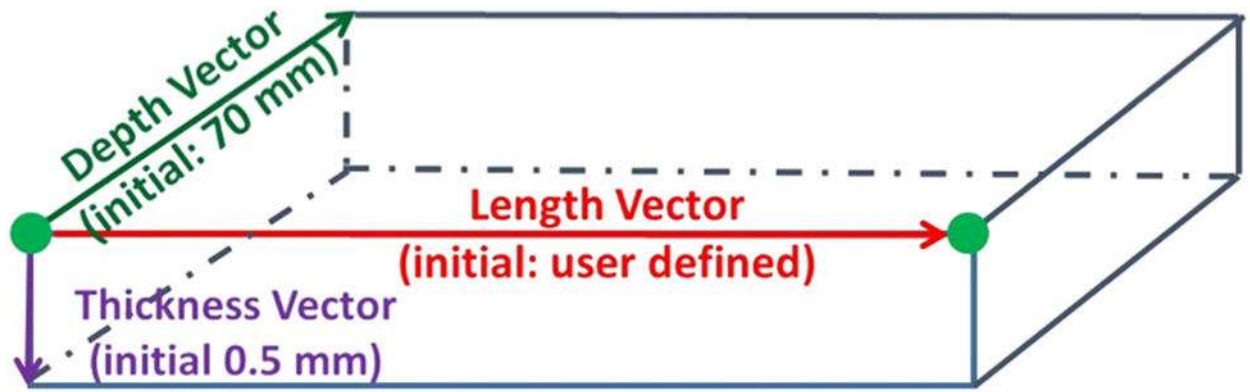 Depth Vector
(initial: 70 mm)
Length Vector
(initial: user defined)
Thickness Vector
(initial 0.5 mm)